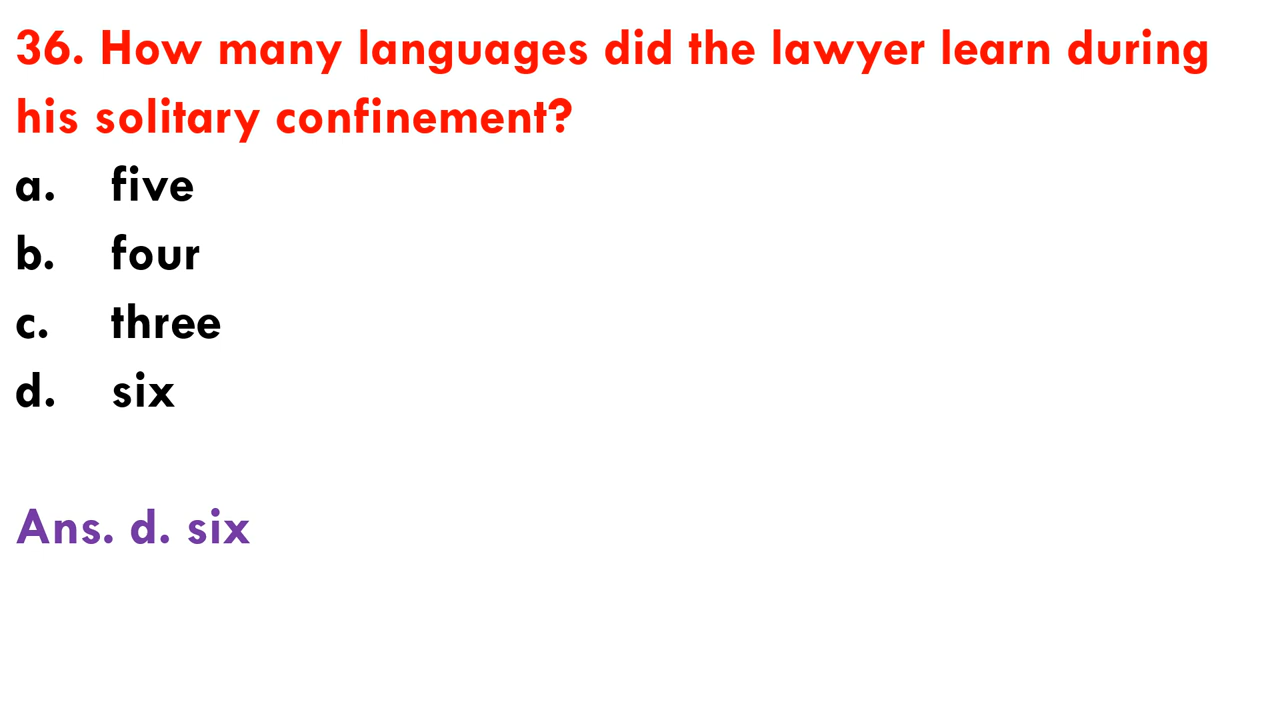 36. How many languages did the lawyer learn during
his solitary confinement?
a. five
b. four
c. three
d. six
Ans. d. six